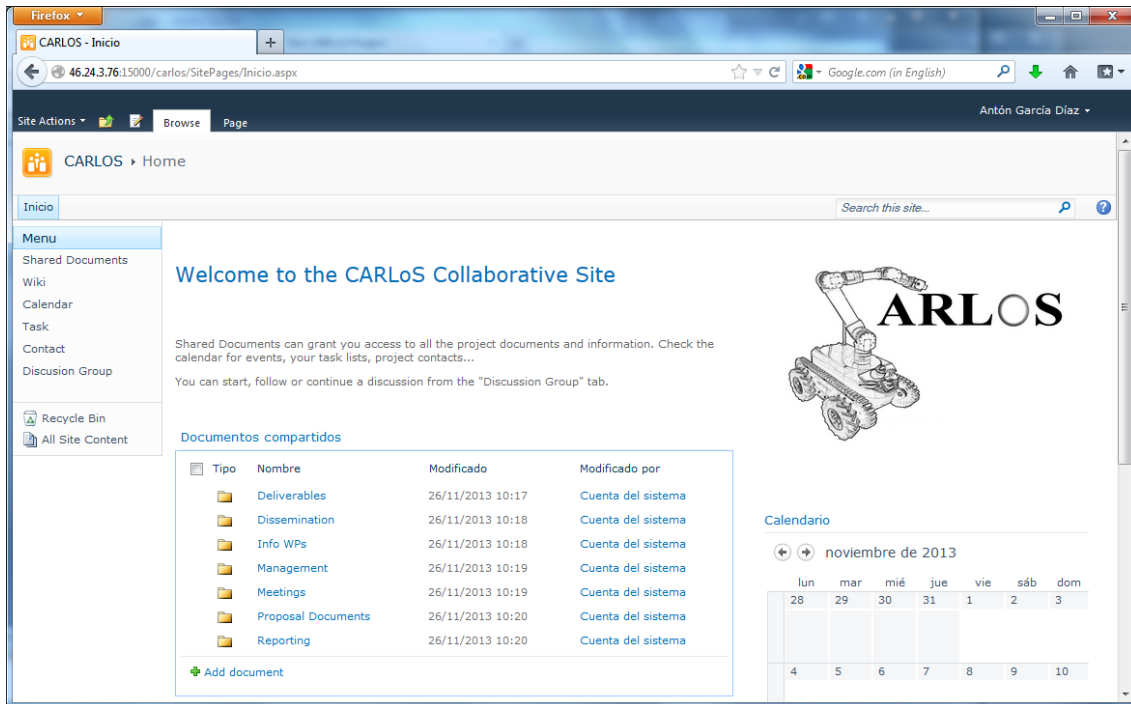 Firefox
CARLOS - Inicio
46.24.3.76:15000/carlos/SitePages/Inicio.aspx
Google.com (in English)
Antón García Díaz
Site Actions
Browse
Page
CARLOS
Home
Inicio
Search this site...
Menu
Shared Documents
Wiki
Calendar
Task
Contact
Discusion Group
Recycle Bin
All Site Content
Welcome to the CARLoS Collaborative Site
ARLOS
Shared Documents can grant you access to all the project documents and information. Check the
calendar for events, your task lists, project contacts...
You can start, follow or continue a discussion from the "Discussion Group" tab.
Documentos compartidos
Tipo Nombre Modificado Modificado por
Deliverables 26/11/2013 10:17 Cuenta del sistema
Dissemination 26/11/2013 10:18 Cuenta del sistema
Info WPs 26/11/2013 10:18 Cuenta del sistema
Management 26/11/2013 10:19 Cuenta del sistema
Meetings 26/11/2013 10:19 Cuenta del sistema
Proposal Documents 26/11/2013 10:20 Cuenta del sistema
Reporting 26/11/2013 10:20 Cuenta del sistema
Add document
Calendario
noviembre de 2013
lun mar mié jue vie sáb dom
28 29 30 31 1 2 3
4 5 6 7 8 9 10